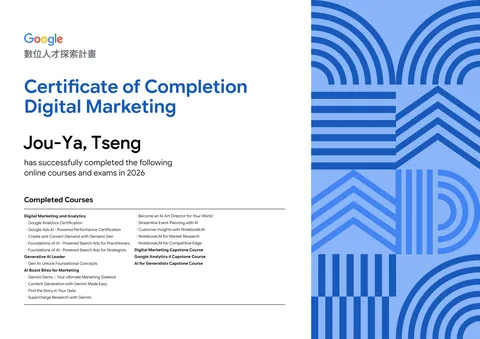 Google
數位人才探索計畫
Certificate of Completion
Digital Marketing
Jou-Ya, Tseng
has successfully completed the following
online courses and exams in 2026
Completed Courses
Digital Marketing and Analytics
· Google Analytics Certification
· Google Ads AI - Powered Performance Certification
· Create and Convert Demand with Demand Gen
· Foundations of AI - Powered Search Ads for Practitioners
· Foundations of AI - Powered Search Ads for Strategists
Generative AI Leader
· Gen AI: Unlock Foundational Concepts
AI Boost Bites for Marketing
· Gemini Gems – Your Ultimate Marketing Sidekick
· Content Generation with Gemini Made Easy
· Find the Story in Your Data
· Supercharge Research with Gemini
· Become an AI Art Director for Your World
· Streamline Event Planning with AI
· Customer Insights with NotebookLM
· NotebookLM for Market Research
· NotebookLM for Competitive Edge
Digital Marketing Capstone Course
Google Analytics 4 Capstone Course
AI for Generalists Capstone Course